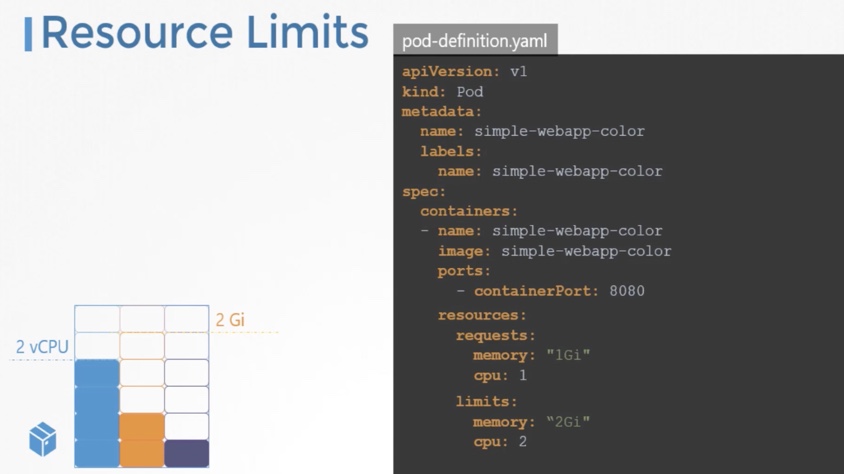 Resource Limits
pod-definition.yaml
apiVersion: v1
kind: Pod
metadata:
  name: simple-webapp-color
  labels:
    name: simple-webapp-color
spec:
  containers:
  - name: simple-webapp-color
    image: simple-webapp-color
    ports:
      - containerPort: 8080
    resources:
      requests:
        memory: "1Gi"
        cpu: 1
      limits:
        memory: “2Gi"
        cpu: 2
2 Gi
2 vCPU